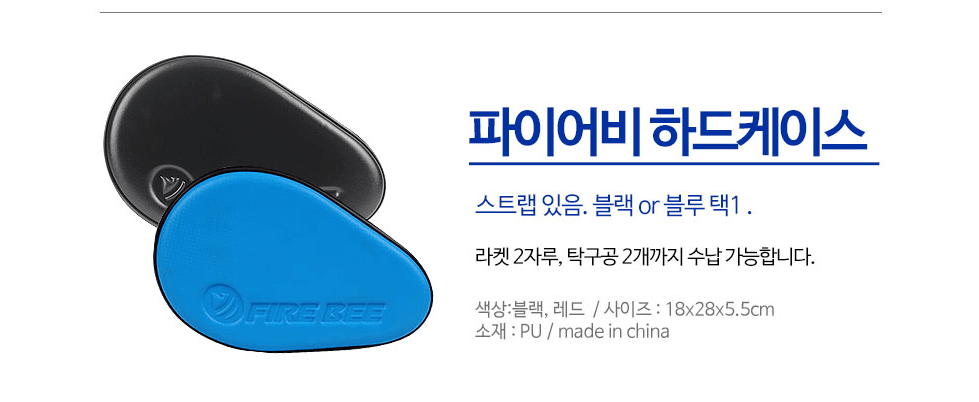 파이어비 하드케이스
스트랩 있음. 블랙 or 블루 택1 .
라켓 2자루, 탁구공 2개까지 수납 가능합니다.
색상:블랙, 레드 / 사이즈 : 18x28x5.5cm
소재 : PU / made in china
FIRE BEE